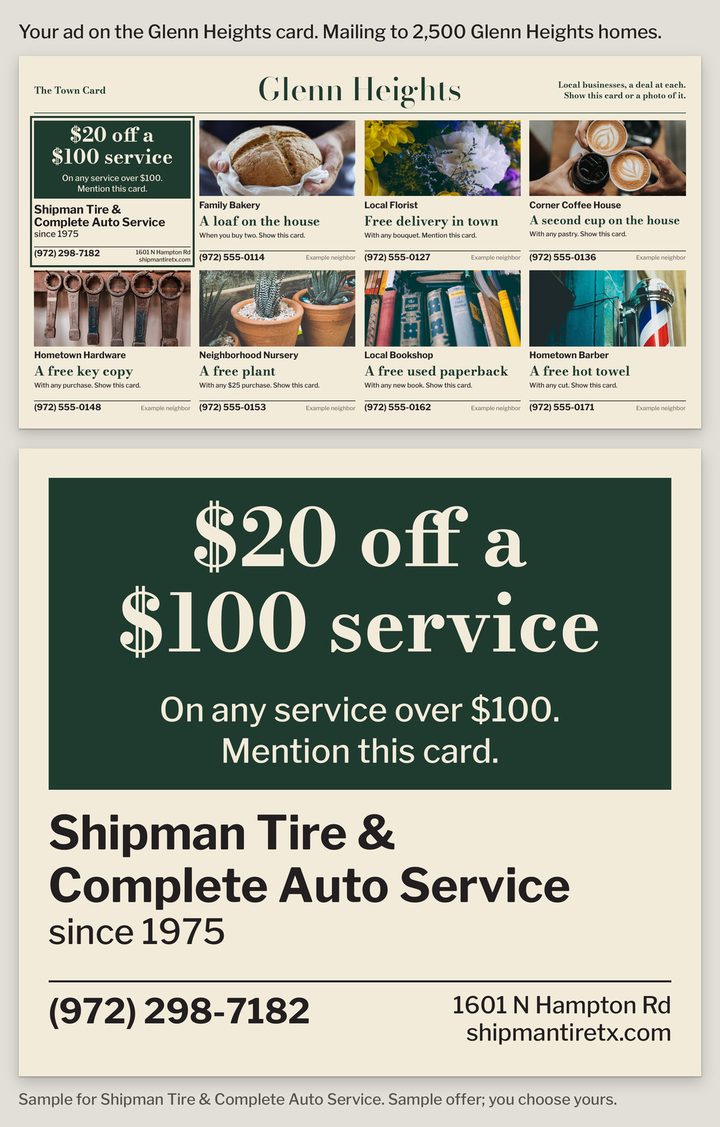 Your ad on the Glenn Heights card. Mailing to 2,500 Glenn Heights homes.
The Town Card
Glenn Heights
Local businesses, a deal at each.
Show this card or a photo of it.
$20 off a
$100 service
On any service over $100.
Mention this card.
Shipman Tire &
Complete Auto Service
since 1975
(972) 298-7182
1601 N Hampton Rd
shipmantiretx.com
Family Bakery
A loaf on the house
When you buy two. Show this card.
(972) 555-0114
Example neighbor
Local Florist
Free delivery in town
With any bouquet. Mention this card.
(972) 555-0127
Example neighbor
Corner Coffee House
A second cup on the house
With any pastry. Show this card.
(972) 555-0136
Example neighbor
Hometown Hardware
A free key copy
With any purchase. Show this card.
(972) 555-0148
Example neighbor
Neighborhood Nursery
A free plant
With any $25 purchase. Show this card.
(972) 555-0153
Example neighbor
Local Bookshop
A free used paperback
With any new book. Show this card.
(972) 555-0162
Example neighbor
Hometown Barber
A free hot towel
With any cut. Show this card.
(972) 555-0171
Example neighbor
$20 off a
$100 service
On any service over $100.
Mention this card.
Shipman Tire &
Complete Auto Service
since 1975
(972) 298-7182
1601 N Hampton Rd
shipmantiretx.com
Sample for Shipman Tire & Complete Auto Service. Sample offer; you choose yours.